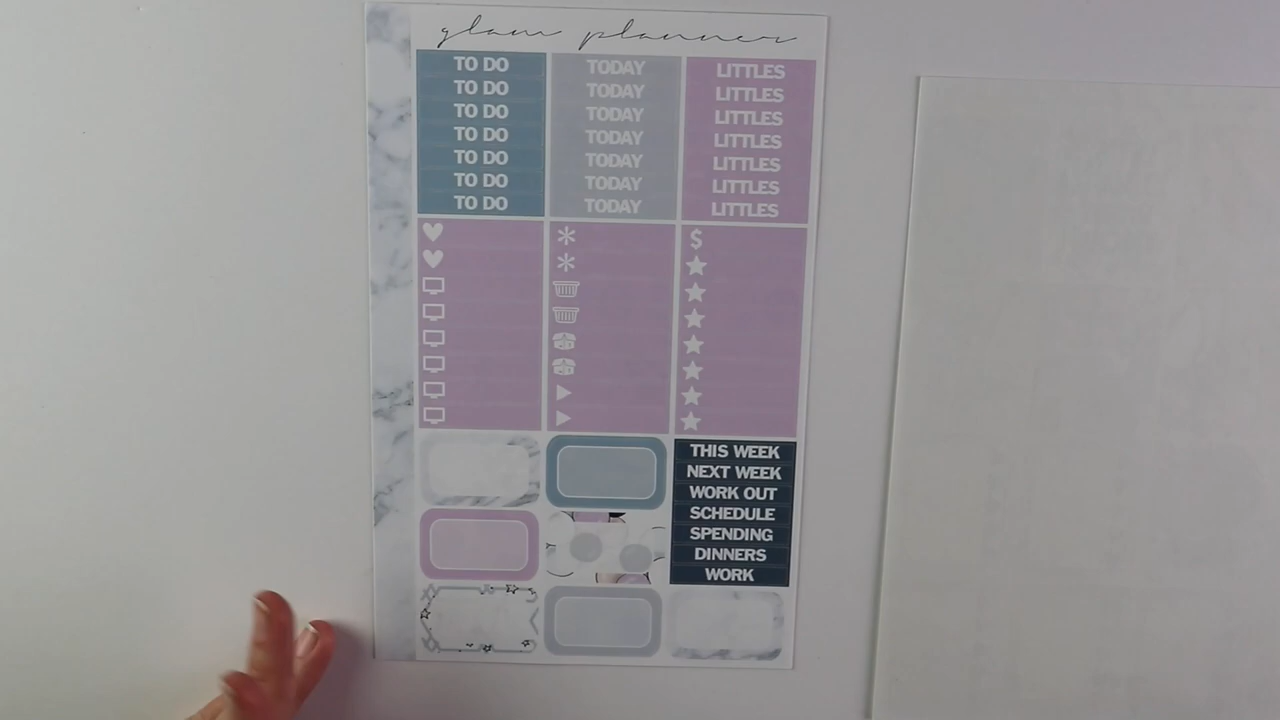 glam planner
TO DO
TO DO
TO DO
TO DO
TO DO
TO DO
TO DO
TODAY
TODAY
TODAY
TODAY
TODAY
TODAY
TODAY
LITTLES
LITTLES
LITTLES
LITTLES
LITTLES
LITTLES
LITTLES
$
THIS WEEK
NEXT WEEK
WORK OUT
SCHEDULE
SPENDING
DINNERS
WORK